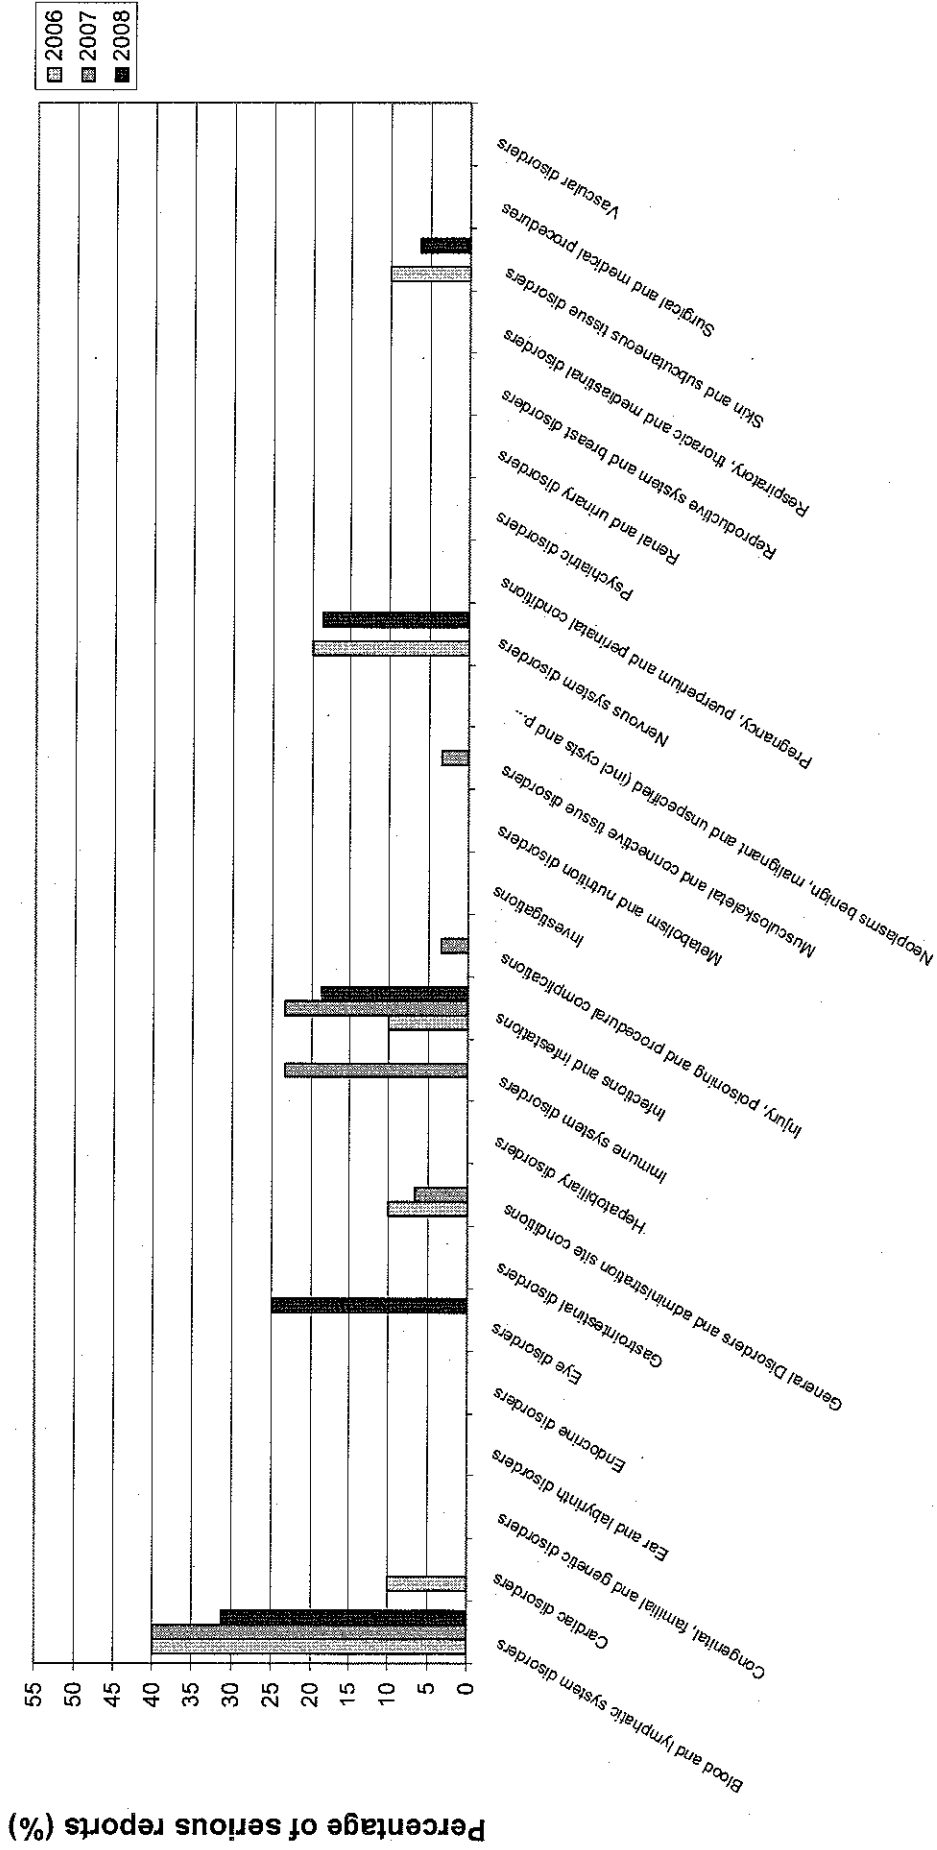 2006
2007
2008
Percentage of serious reports (%)
55
50
45
40
35
30
25
20
15
10
5
0
Blood and lymphatic system disorders
Cardiac disorders
Congenital, familial and genetic disorders
Ear and labyrinth disorders
Endocrine disorders
Eye disorders
Gastrointestinal disorders
General Disorders and administration site conditions
Hepatobiliary disorders
Immune system disorders
Infections and infestations
Injury, poisoning and procedural complications
Investigations
Metabolism and nutrition disorders
Musculoskeletal and connective tissue disorders
Neoplasms benign, malignant and unspecified (incl cysts and p...
Nervous system disorders
Pregnancy, puerperium and perinatal conditions
Psychiatric disorders
Renal and urinary disorders
Reproductive system and breast disorders
Respiratory, thoracic and mediastinal disorders
Skin and subcutaneous tissue disorders
Surgical and medical procedures
Vascular disorders